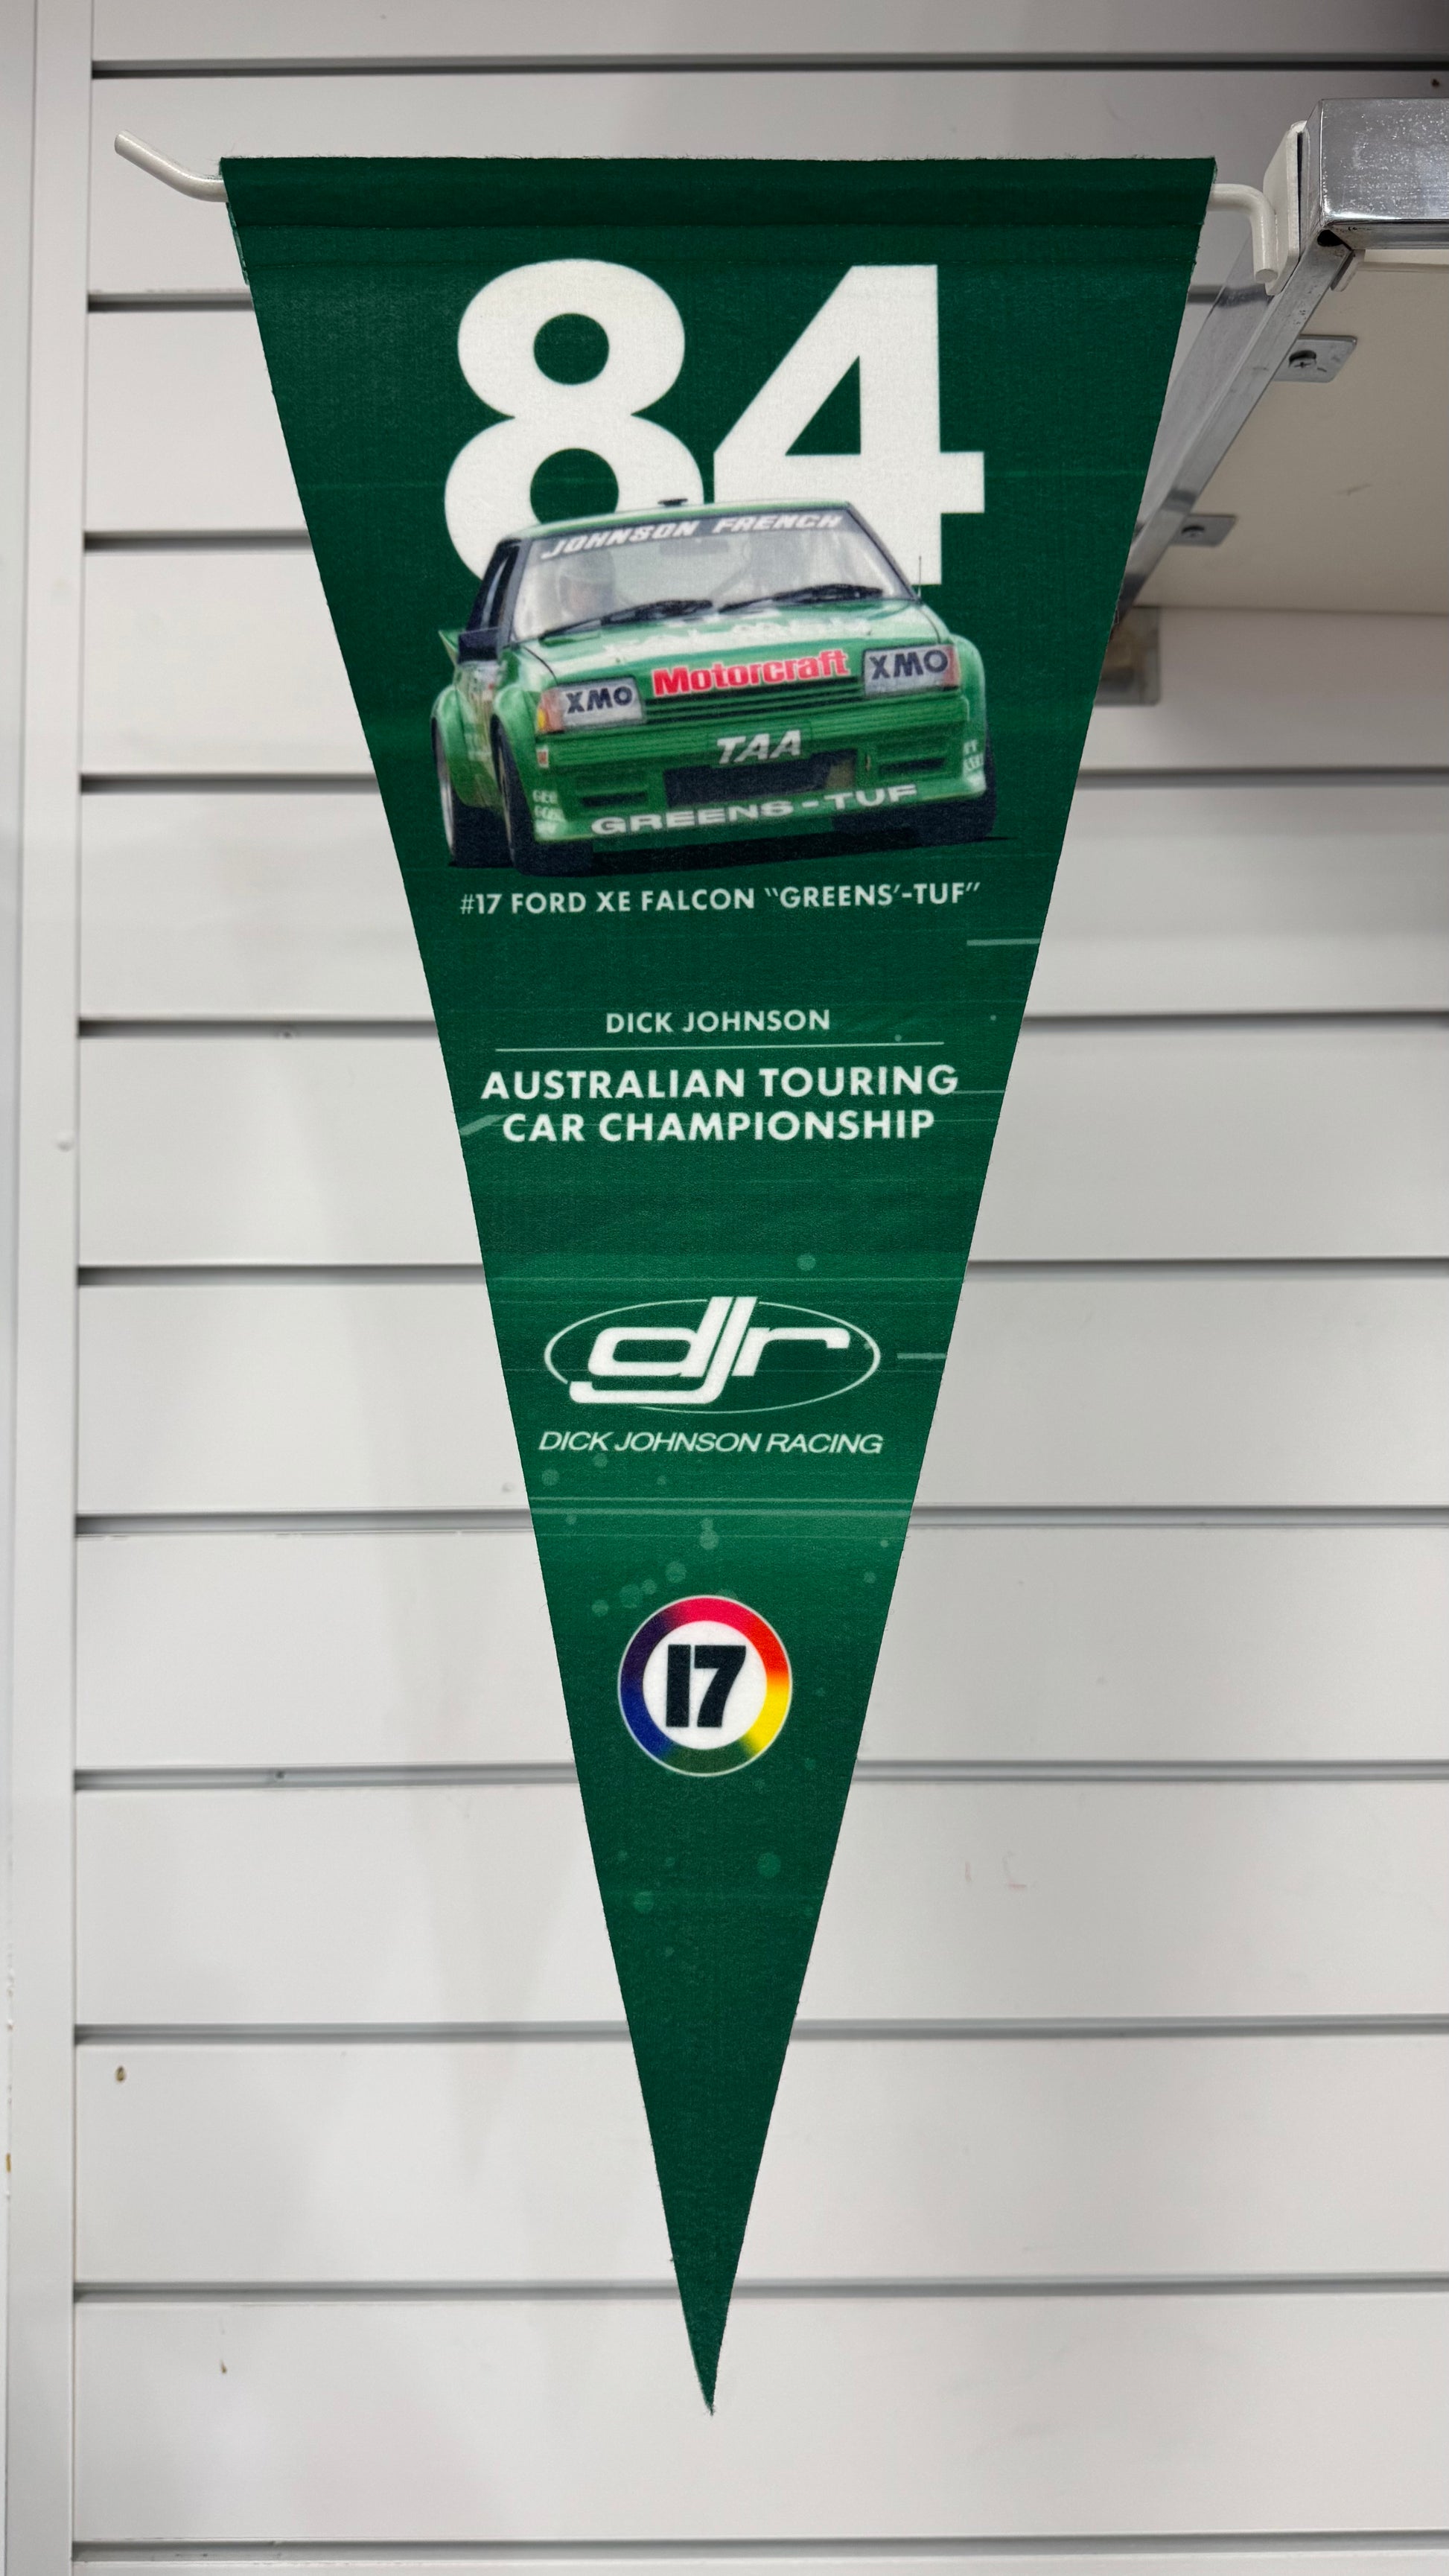 84
JOHNSON FRENCH
PALMER
Motorcraft
XMO
XMO
TAA
GREENS-TUF
#17 FORD XE FALCON "GREENS'-TUF"
DICK JOHNSON
AUSTRALIAN TOURING
CAR CHAMPIONSHIP
djr
DICK JOHNSON RACING
17